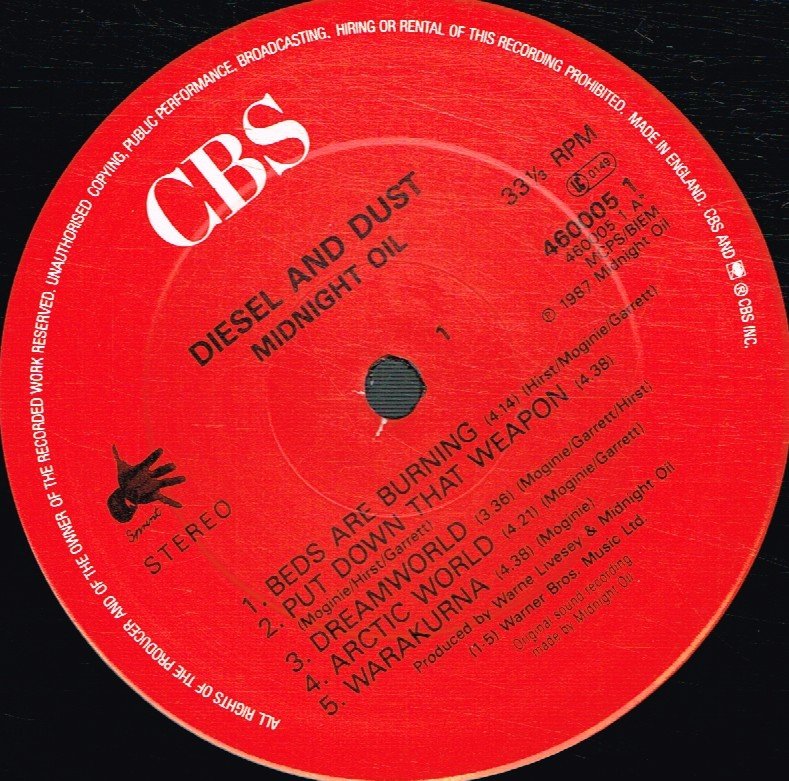 ALL RIGHTS OF THE PRODUCER AND OF THE OWNER OF THE RECORDED WORK RESERVED. UNAUTHORISED COPYING, PUBLIC PERFORMANCE, BROADCASTING, HIRING OR RENTAL OF THIS RECORDING PROHIBITED. MADE IN ENGLAND. CBS AND ® CBS INC.
CBS
DIESEL AND DUST
MIDNIGHT OIL
33⅓ RPM
LC 0149
460005 1
460005 1 A
MCPS/BIEM
℗ 1987 Midnight Oil
1
Sprint
STEREO
1. BEDS ARE BURNING (4.14) (Hirst/Moginie/Garrett)
2. PUT DOWN THAT WEAPON (4.38)
(Moginie/Hirst/Garrett)
3. DREAMWORLD (3.36) (Moginie/Garrett/Hirst)
4. ARCTIC WORLD (4.21) (Moginie/Garrett)
5. WARAKURNA (4.38) (Moginie)
Produced by Warne Livesey & Midnight Oil
(1-5) Warner Bros. Music Ltd.
Original sound recording
made by Midnight Oil